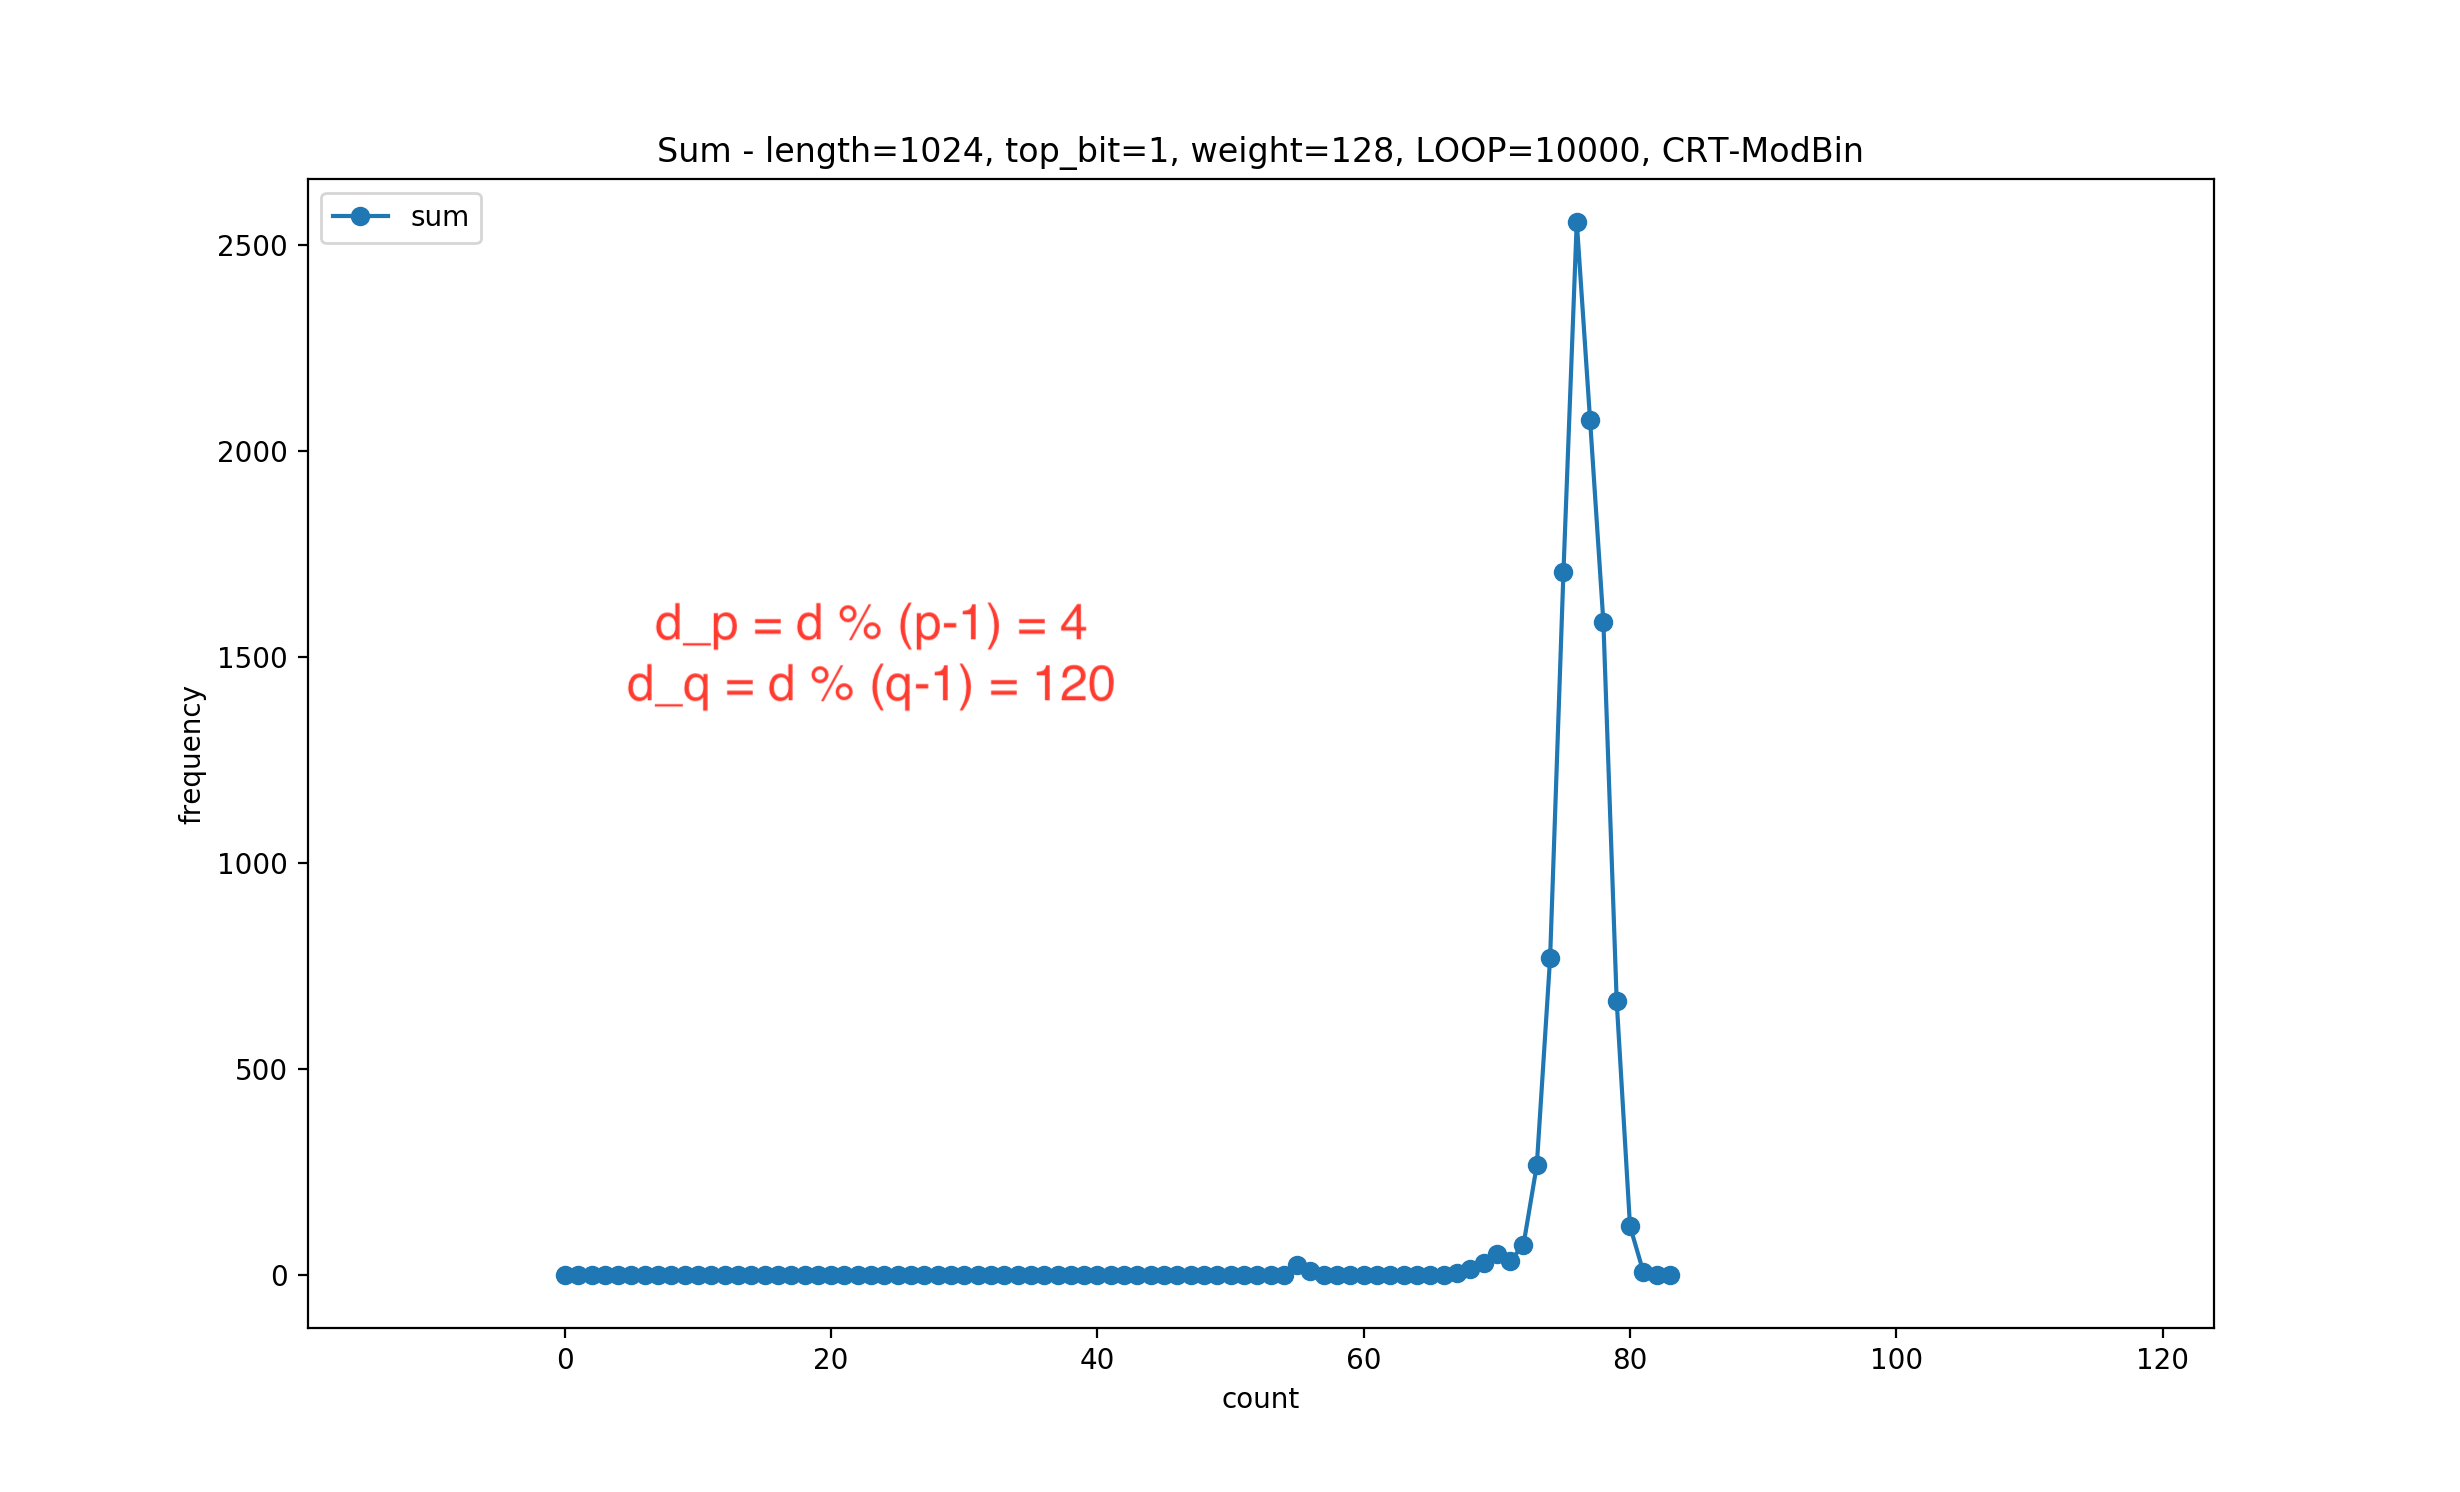 Sum - length=1024, top_bit=1, weight=128, LOOP=10000, CRT-ModBin
sum
2500
2000
1500
1000
500
0
frequency
d_p = d % (p-1) = 4
d_q = d % (q-1) = 120
0 20 40 60 80 100 120
count